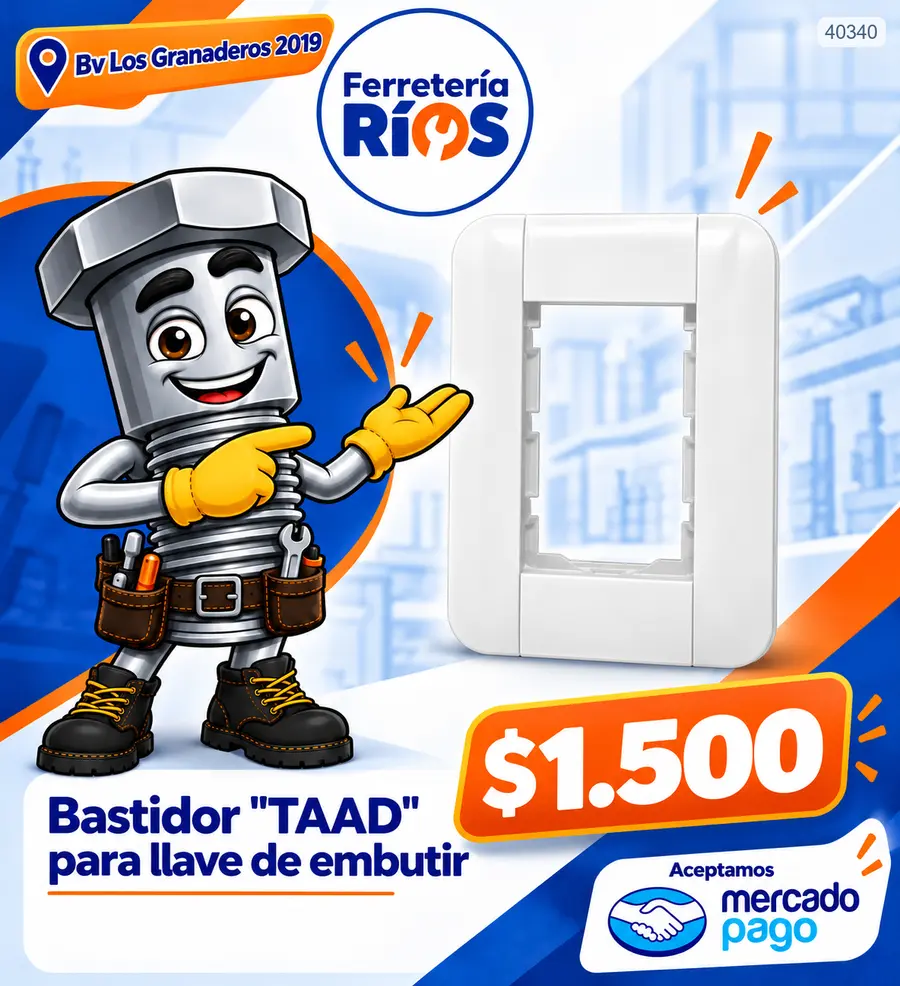 Bv Los Granaderos 2019
Ferretería
RÍOS
40340
$1.500
Bastidor "TAAD"
para llave de embutir
Aceptamos
mercado
pago